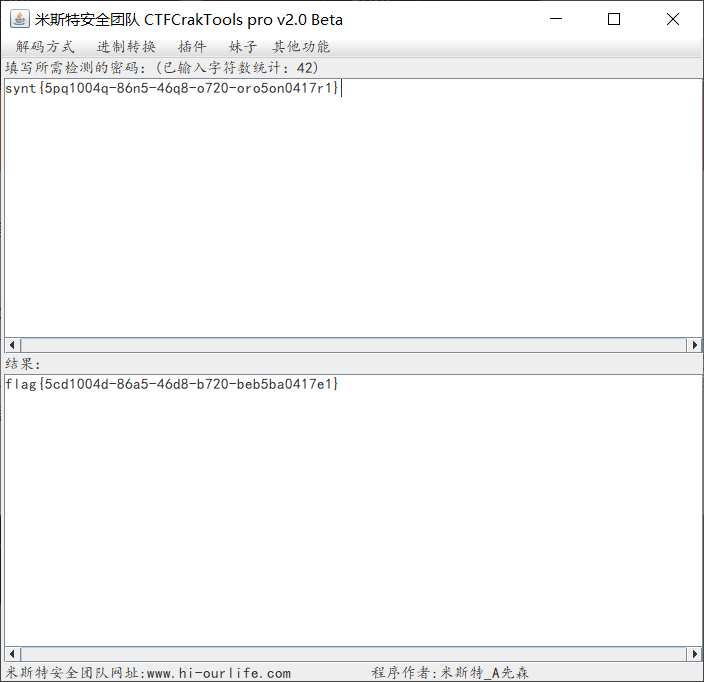 米斯特安全团队 CTFCrakTools pro v2.0 Beta
解码方式 进制转换 插件 妹子 其他功能
填写所需检测的密码：(已输入字符数统计：42)
synt{5pq1004q-86n5-46q8-o720-oro5on0417r1}
结果：
flag{5cd1004d-86a5-46d8-b720-beb5ba0417e1}
米斯特安全团队网址:www.hi-ourlife.com 程序作者:米斯特_A先森